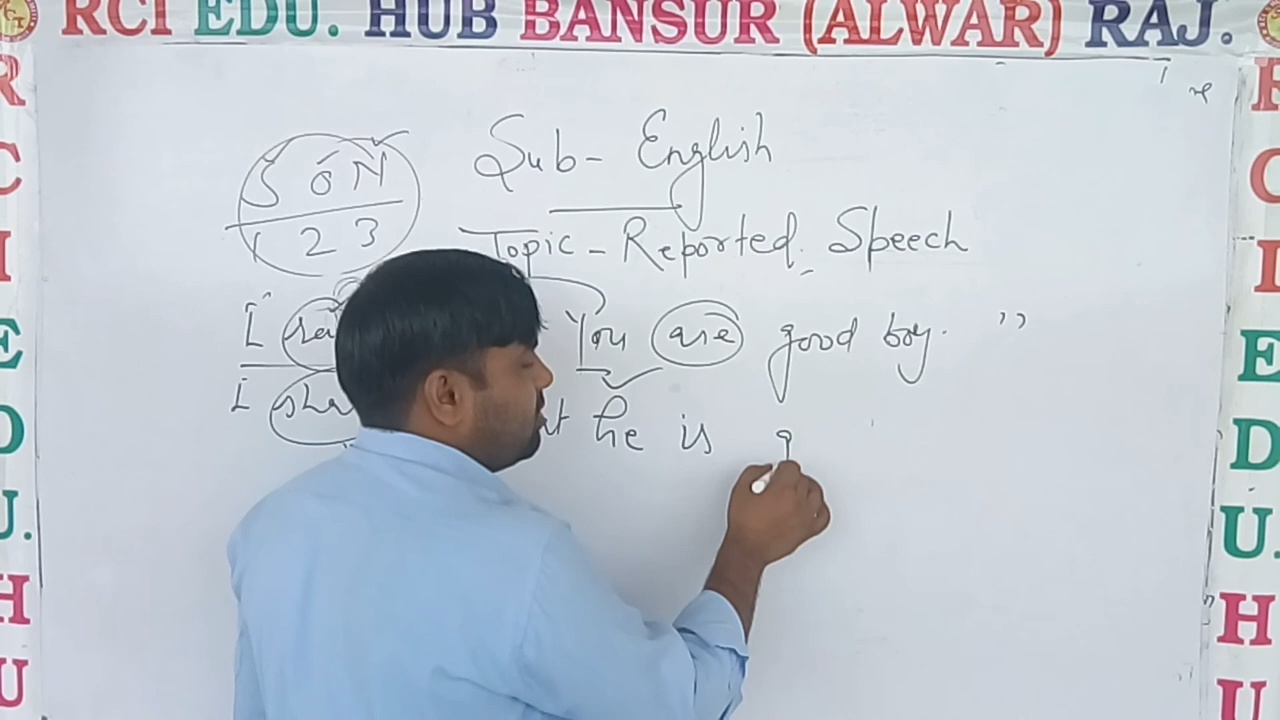 RCI EDU. HUB BANSUR (ALWAR) RAJ.
S O N
1 2 3
Sub- English
Topic - Reported Speech
I You are good boy. ”
I he is g
R
C
I
E
D
U.
H
U
R
C
I
E
D
U.
H
U